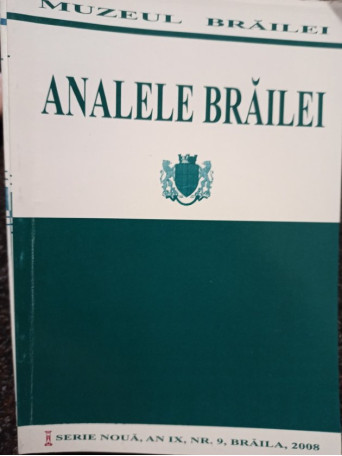 MUZEUL BRĂILEI
ANALELE BRĂILEI
SERIE NOUĂ, AN IX, NR. 9, BRĂILA, 2008